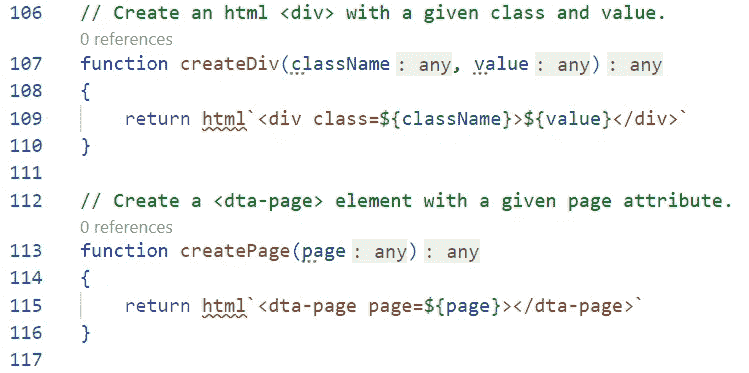 106 // Create an html <div> with a given class and value.
0 references
107 function createDiv(className: any, value: any): any
108 {
109     return html`<div class=${className}>${value}</div>`
110 }
111
112 // Create a <dta-page> element with a given page attribute.
0 references
113 function createPage(page: any): any
114 {
115     return html`<dta-page page=${page}></dta-page>`
116 }
117